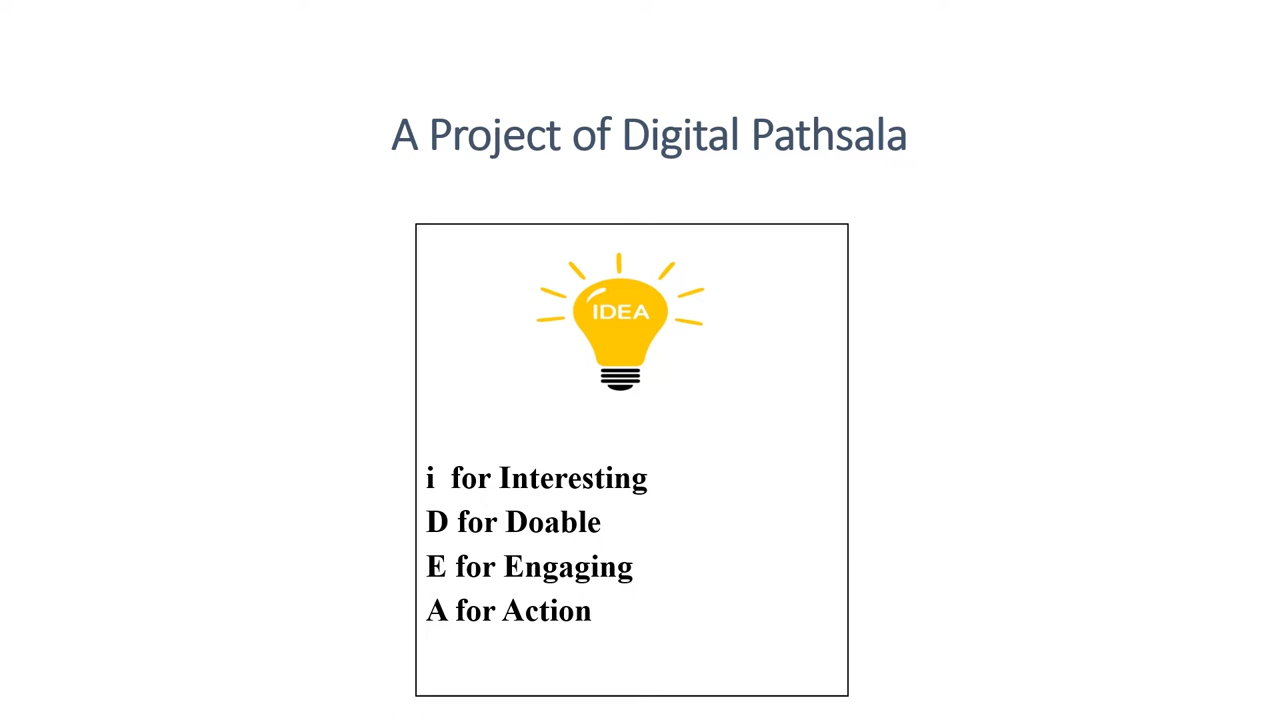 A Project of Digital Pathsala
IDEA
i for Interesting
D for Doable
E for Engaging
A for Action